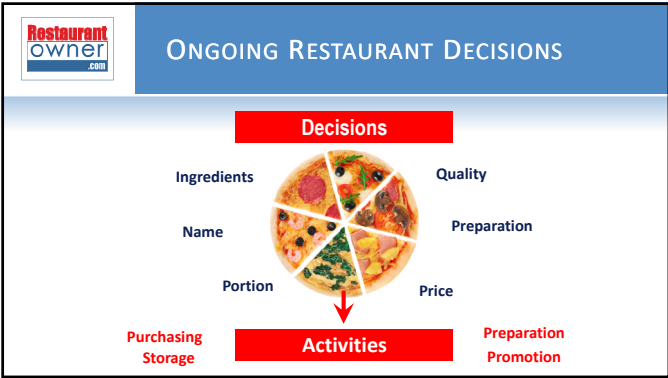 Restaurant
OWNER
.com
ONGOING RESTAURANT DECISIONS
Decisions
Ingredients
Quality
Name
Preparation
Portion
Price
Purchasing
Storage
Activities
Preparation
Promotion